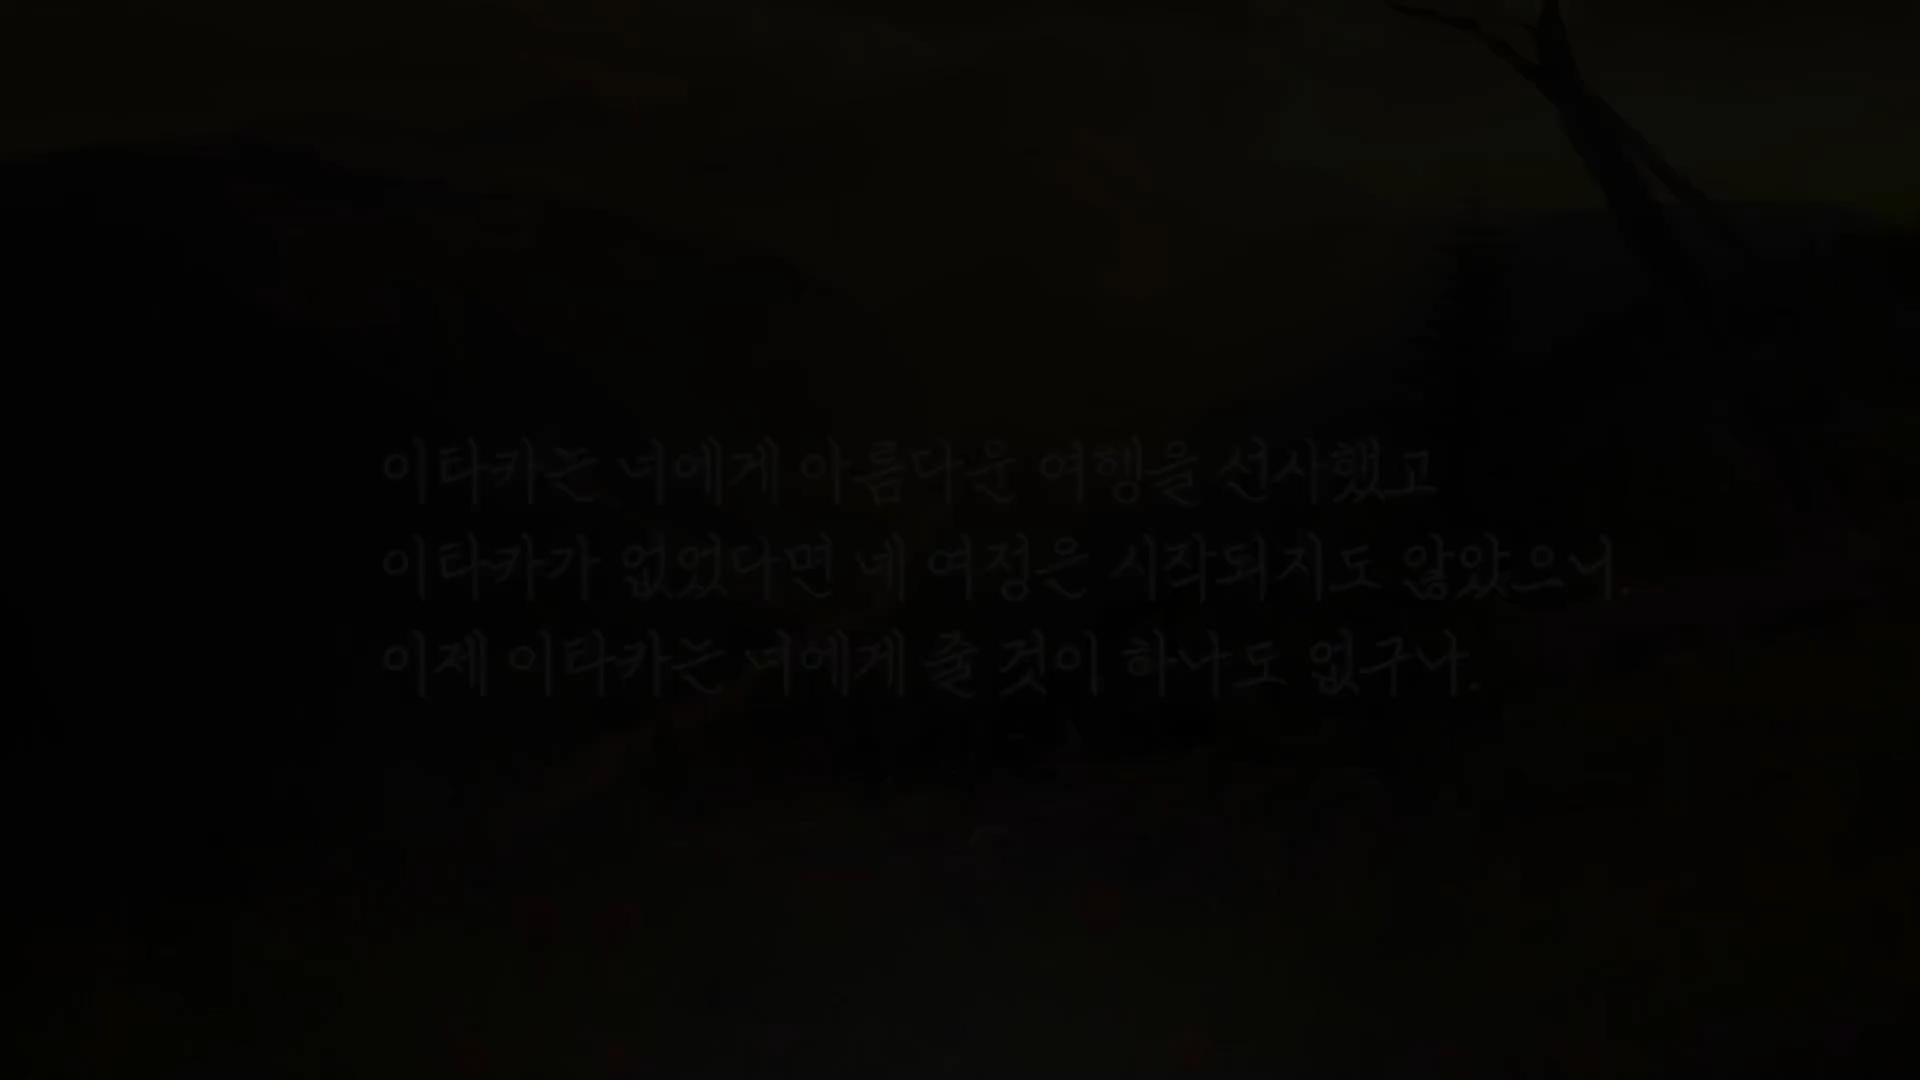 이타카는 너에게 아름다운 여행을 선사했고
이타카가 없었다면 네 여정은 시작되지도 않았으니.
이제 이타카는 너에게 줄 것이 하나도 없구나.